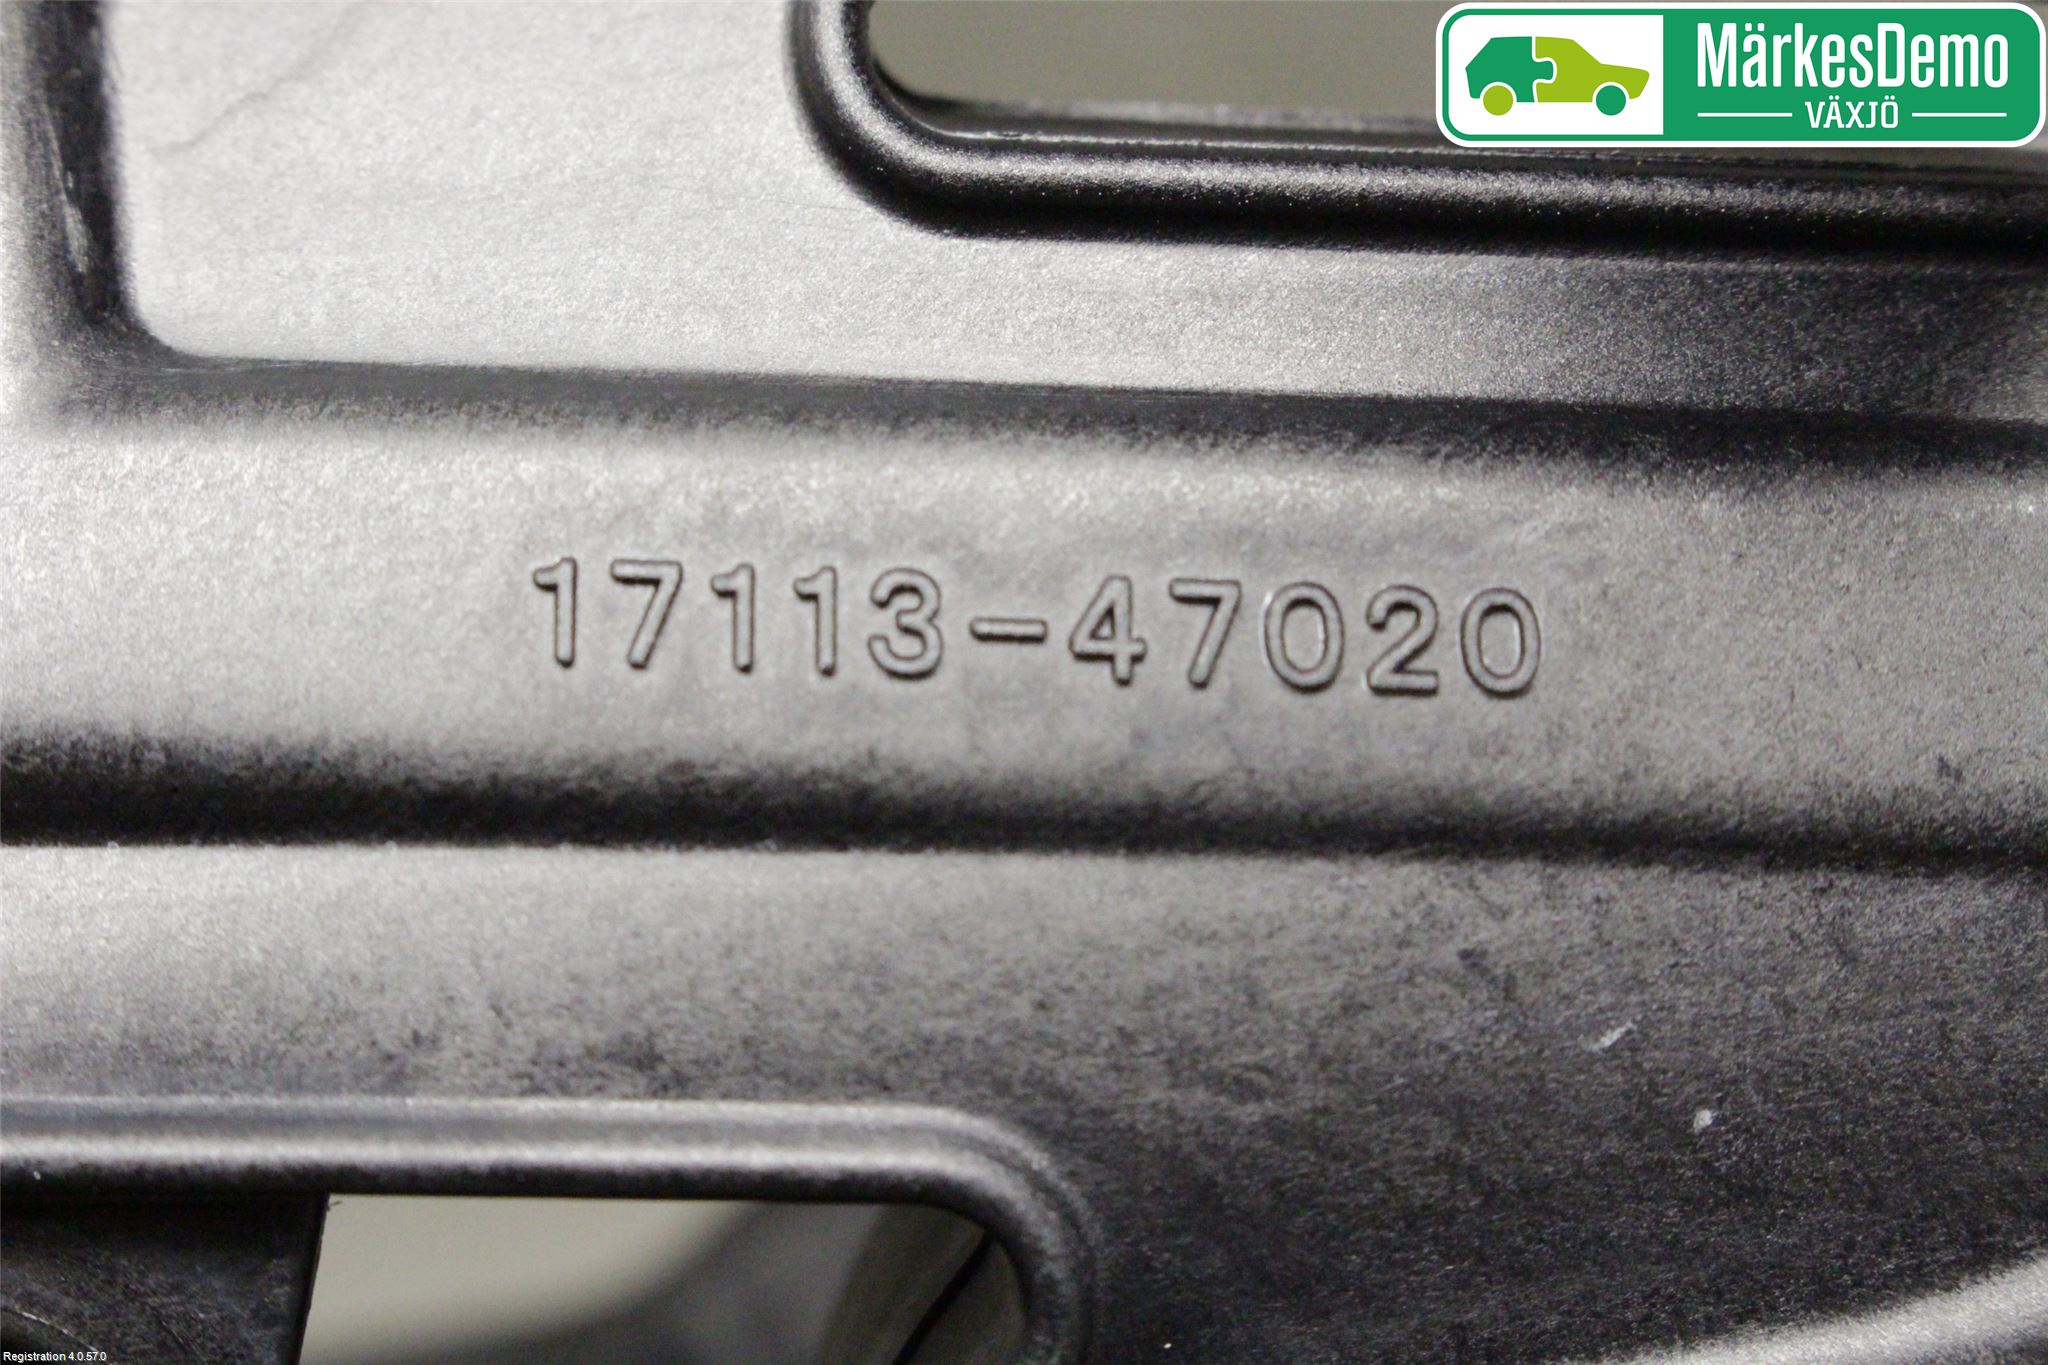 MärkesDemo
VÄXJÖ
17113-47020
Registration 4.0.57.0